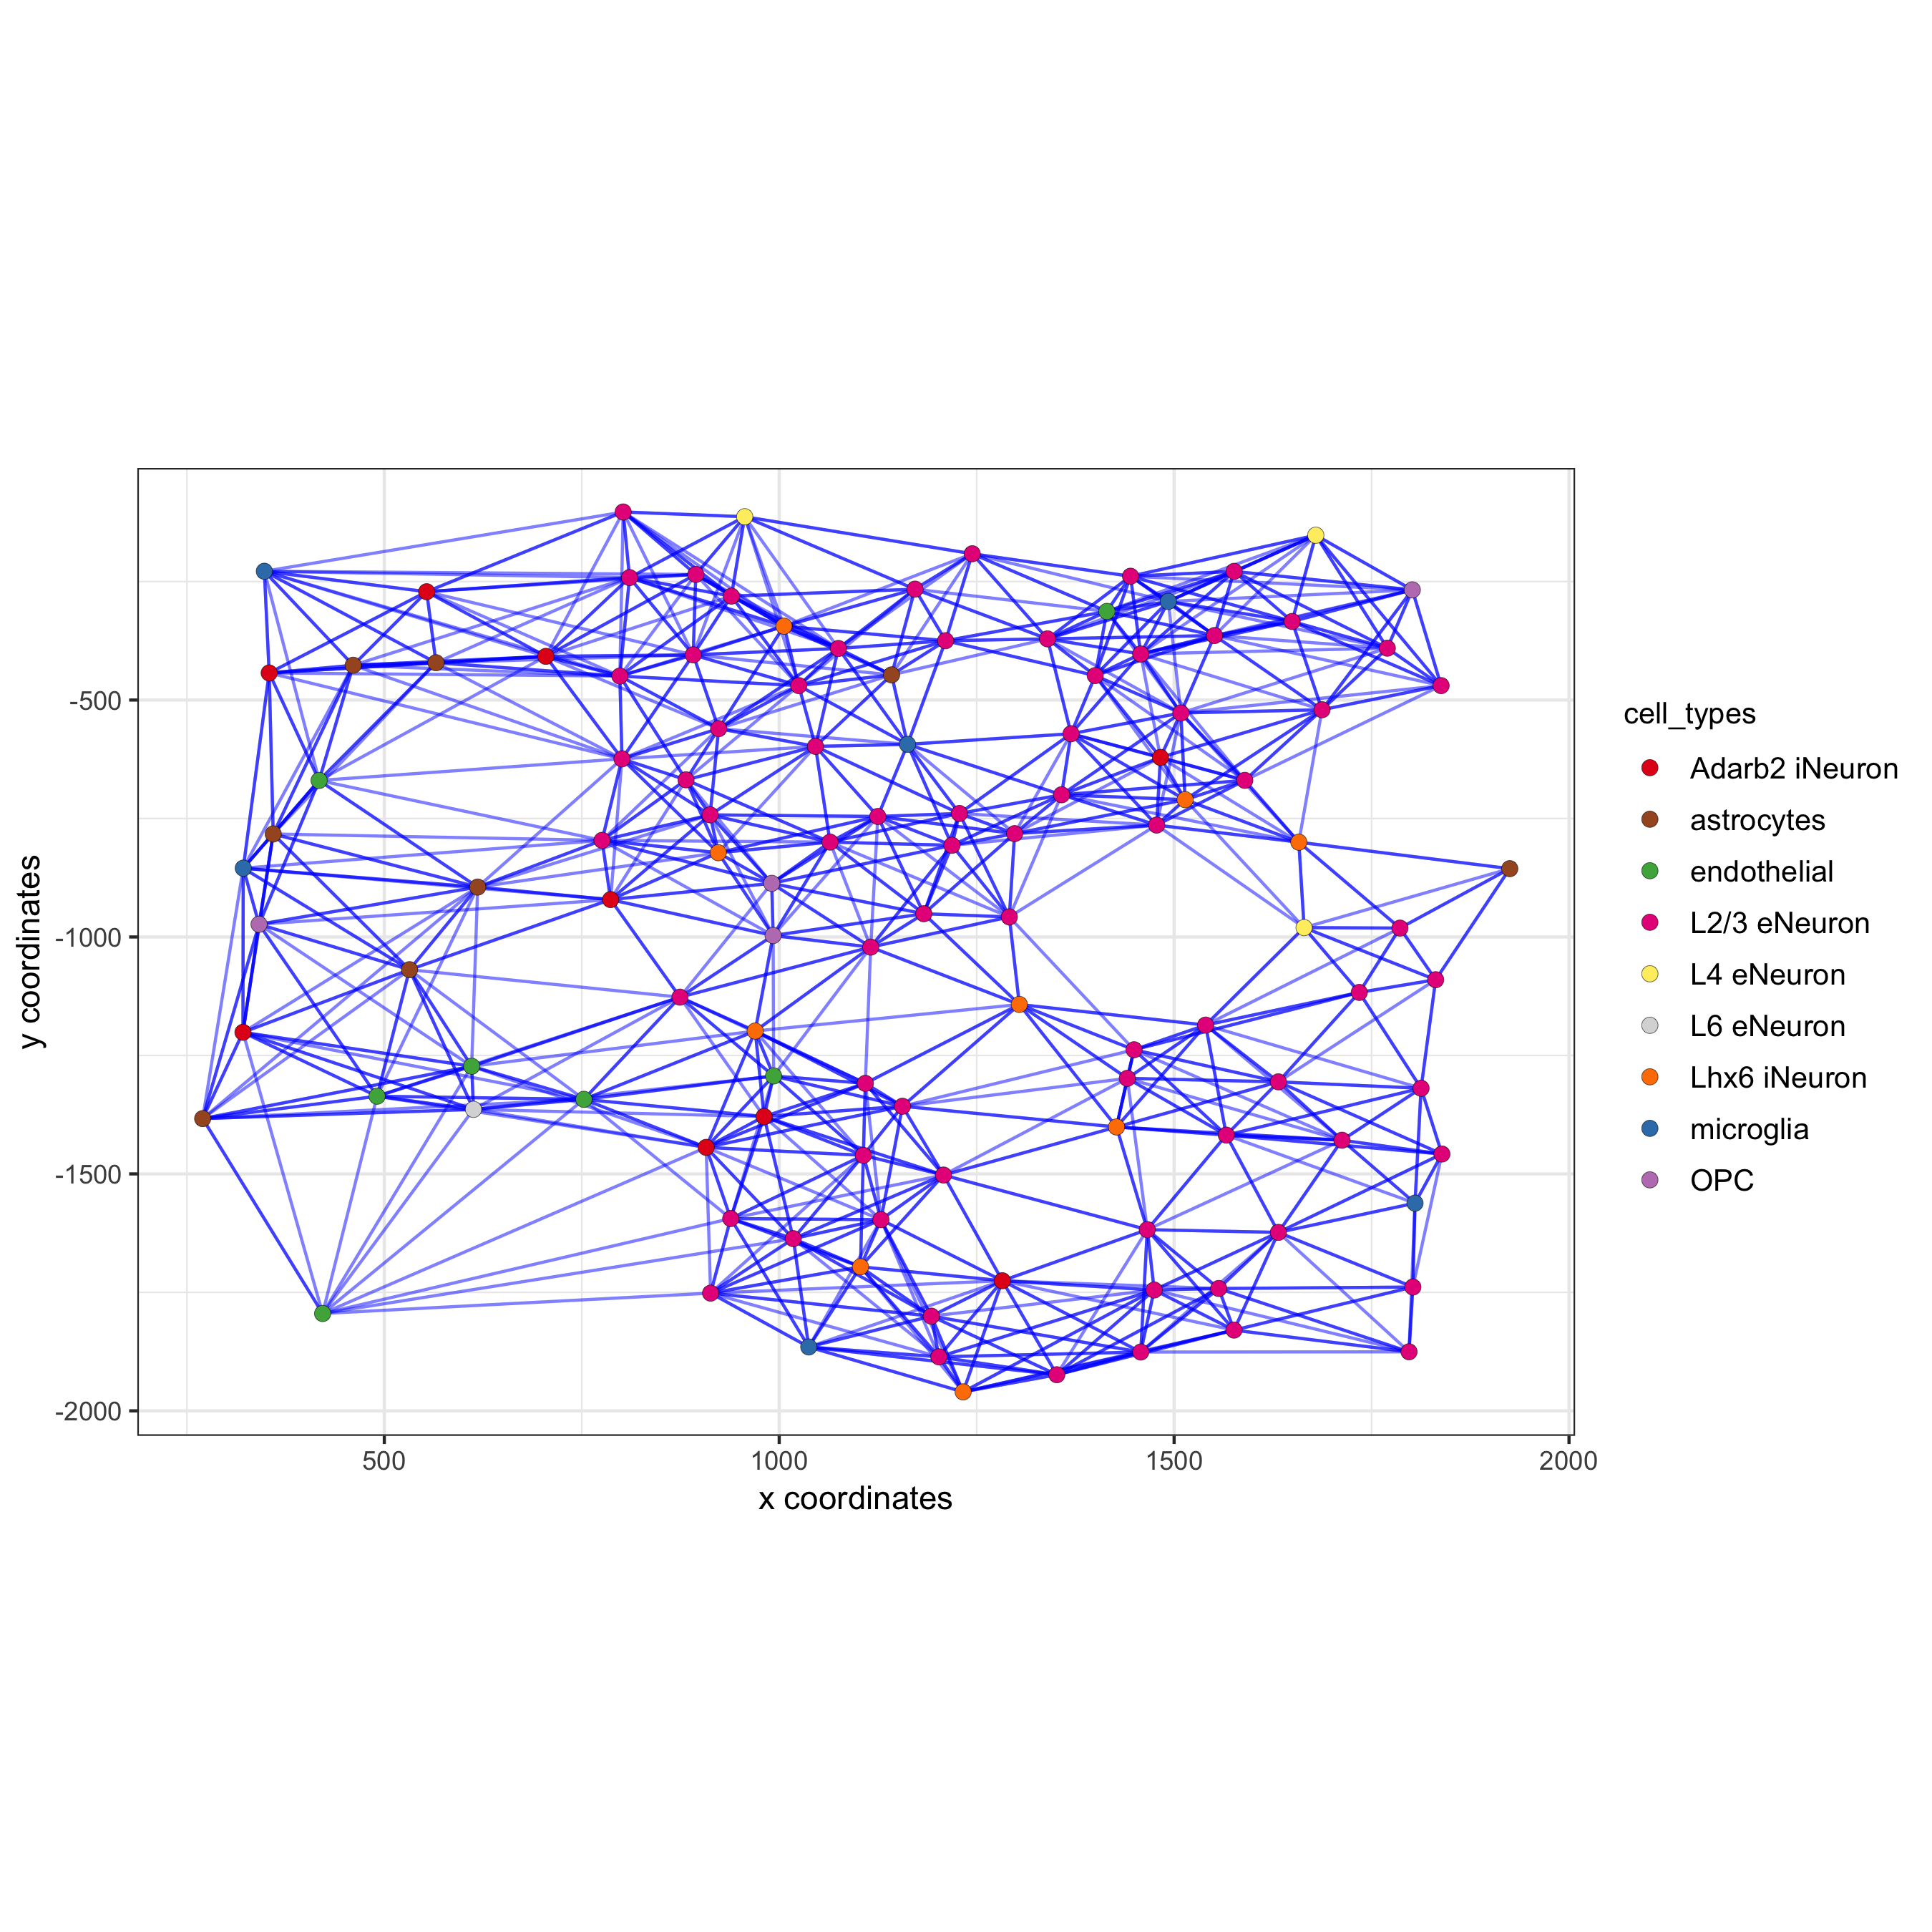 -500
-1000
-1500
-2000
y coordinates
500
1000
1500
2000
x coordinates
cell_types
Adarb2 iNeuron
astrocytes
endothelial
L2/3 eNeuron
L4 eNeuron
L6 eNeuron
Lhx6 iNeuron
microglia
OPC